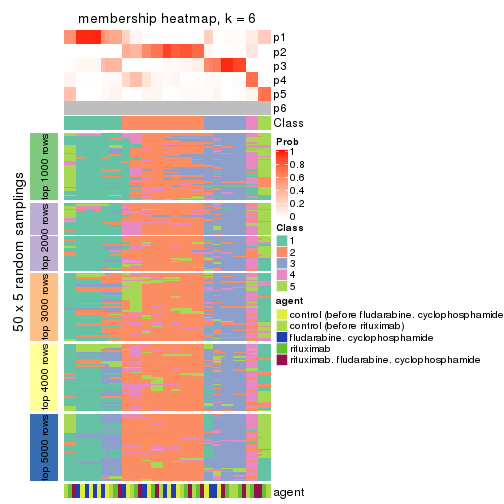 membership heatmap, k = 6
p1
p2
p3
p4
p5
p6
Class
50 x 5 random samplings
top 1000 rows
top 2000 rows
top 3000 rows
top 4000 rows
top 5000 rows
Prob
1
0.8
0.6
0.4
0.2
0
Class
1
2
3
4
5
agent
control (before fludarabine. cyclophosphamide
control (before rituximab)
fludarabine. cyclophosphamide
rituximab
rituximab. fludarabine. cyclophosphamide
agent